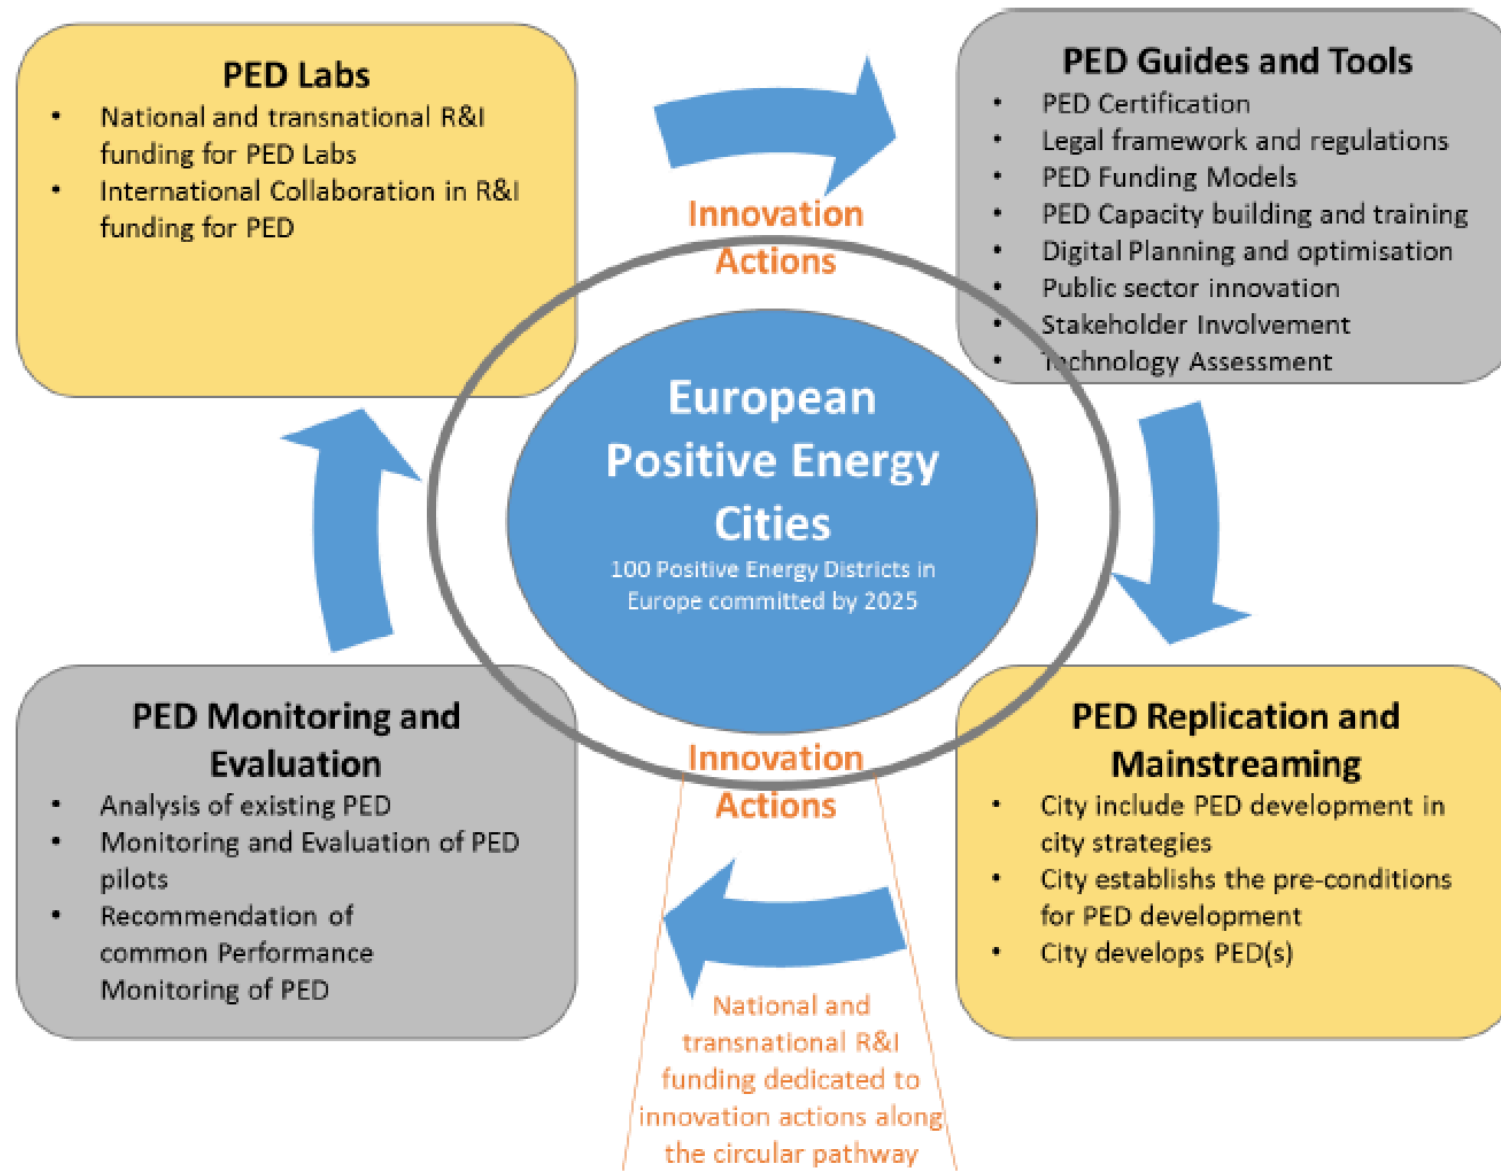 PED Labs
• National and transnational R&I
funding for PED Labs
• International Collaboration in R&I
funding for PED
PED Guides and Tools
• PED Certification
• Legal framework and regulations
• PED Funding Models
• PED Capacity building and training
• Digital Planning and optimisation
• Public sector innovation
• Stakeholder Involvement
• Technology Assessment
Innovation
Actions
European
Positive Energy
Cities
100 Positive Energy Districts in
Europe committed by 2025
PED Monitoring and
Evaluation
• Analysis of existing PED
• Monitoring and Evaluation of PED
pilots
• Recommendation of
common Performance
Monitoring of PED
Innovation
Actions
PED Replication and
Mainstreaming
• City include PED development in
city strategies
• City establishs the pre-conditions
for PED development
• City develops PED(s)
National and
transnational R&I
funding dedicated to
innovation actions along
the circular pathway